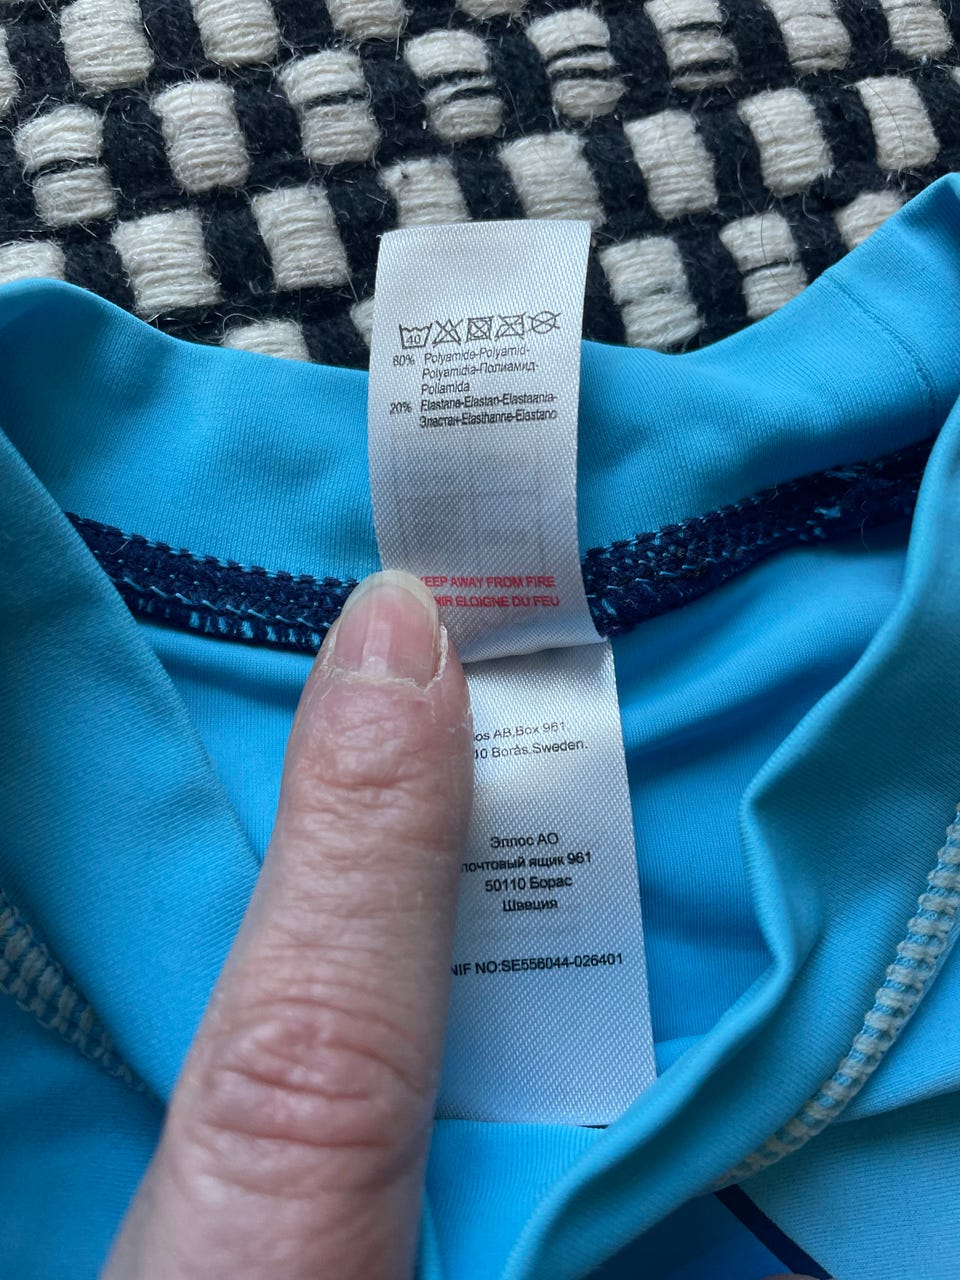 40
80% Polyamide-Polyamid-
Polyamidia-Полиамид-
Poliamida
20% Elastane-Elastan-Elastaania-
Эластан-Elasthanne-Elastano
EEP AWAY FROM FIRE
NIR ELOIGNE DU FEU
os AB,Box 961
10 Borås,Sweden.
Эллос АО
почтовый ящик 961
50110 Борас
Швеция
NIF NO:SE556044-026401